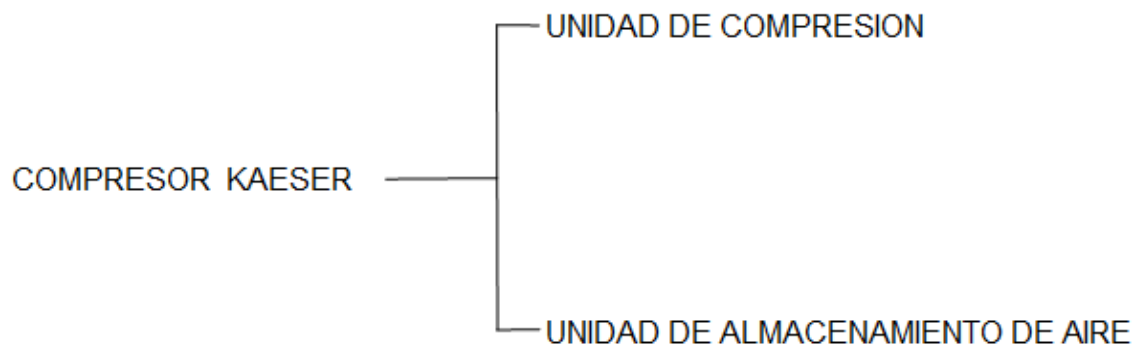 UNIDAD DE COMPRESION
COMPRESOR KAESER
UNIDAD DE ALMACENAMIENTO DE AIRE